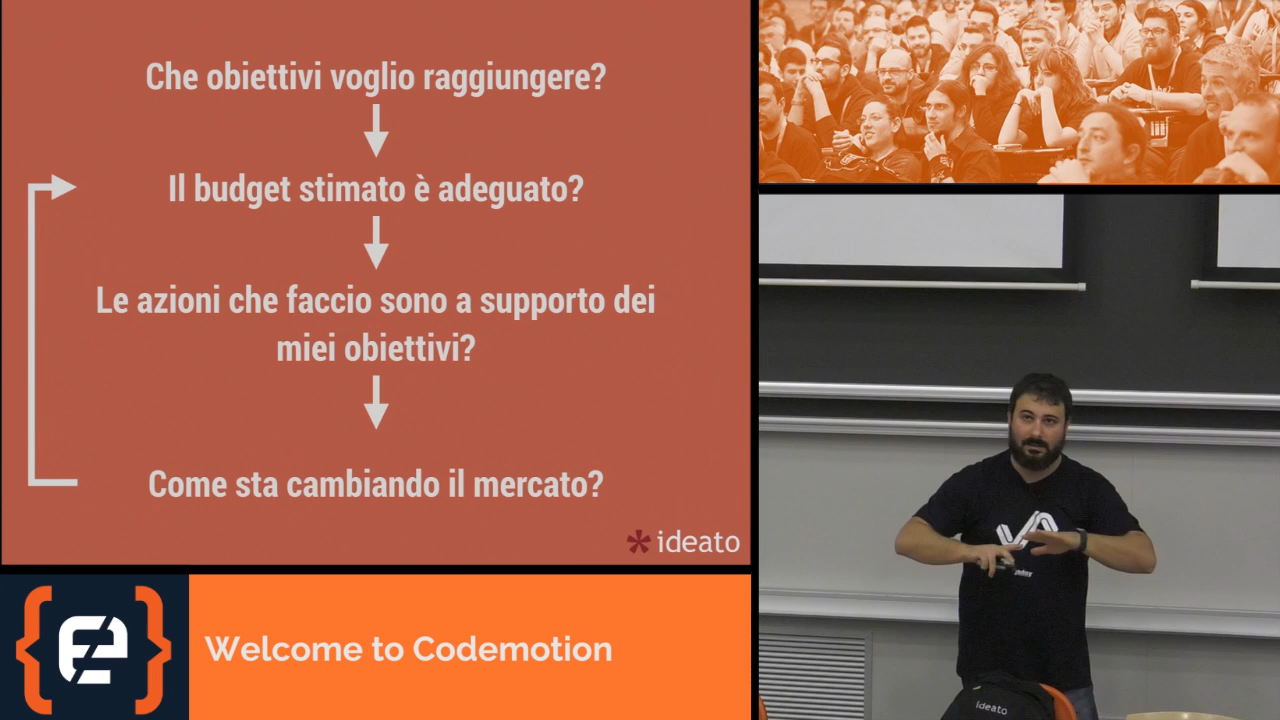 Che obiettivi voglio raggiungere?
Il budget stimato è adeguato?
Le azioni che faccio sono a supporto dei
miei obiettivi?
Come sta cambiando il mercato?
* ideato
Welcome to Codemotion
ideato